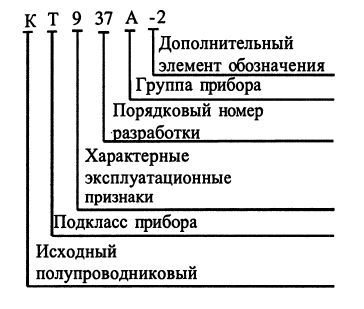 К Т 9 37 А -2
Дополнительный
элемент обозначения
Группа прибора
Порядковый номер
разработки
Характерные
эксплуатационные
признаки
Подкласс прибора
Исходный
полупроводниковый